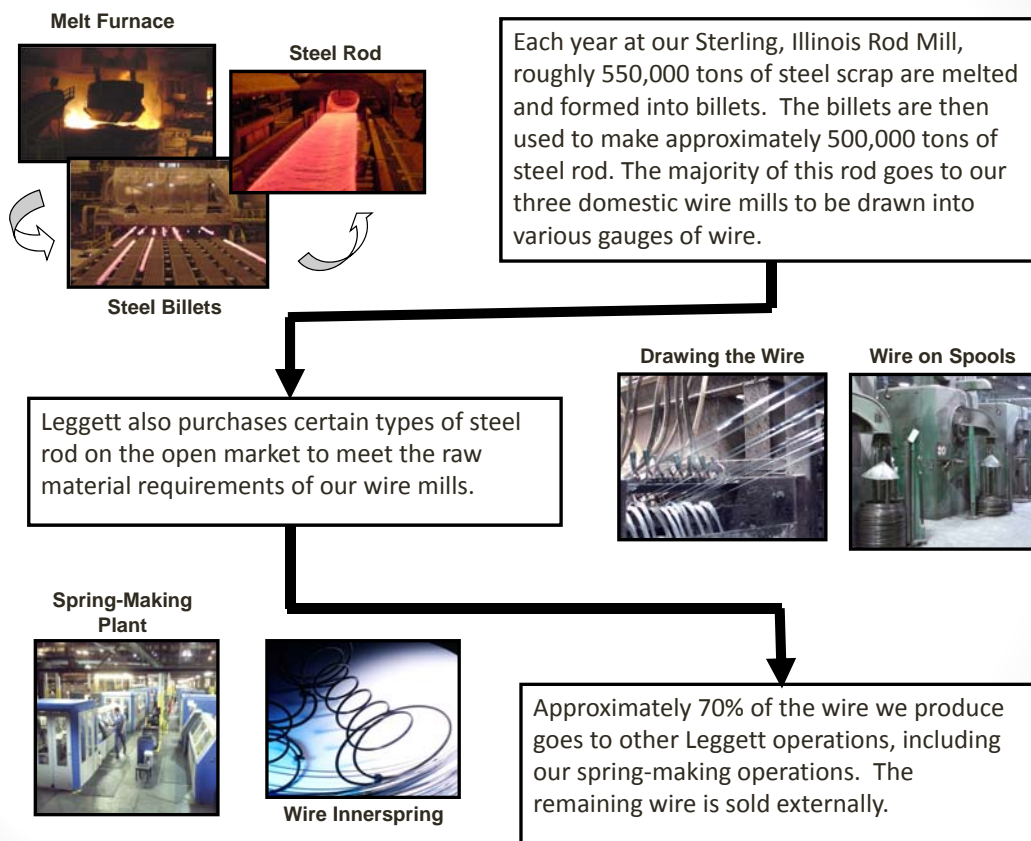 Melt Furnace
Steel Rod
Steel Billets
Each year at our Sterling, Illinois Rod Mill,
roughly 550,000 tons of steel scrap are melted
and formed into billets.  The billets are then
used to make approximately 500,000 tons of
steel rod. The majority of this rod goes to our
three domestic wire mills to be drawn into
various gauges of wire.
Drawing the Wire
Wire on Spools
Leggett also purchases certain types of steel
rod on the open market to meet the raw
material requirements of our wire mills.
Spring-Making
Plant
Wire Innerspring
Approximately 70% of the wire we produce
goes to other Leggett operations, including
our spring-making operations.  The
remaining wire is sold externally.